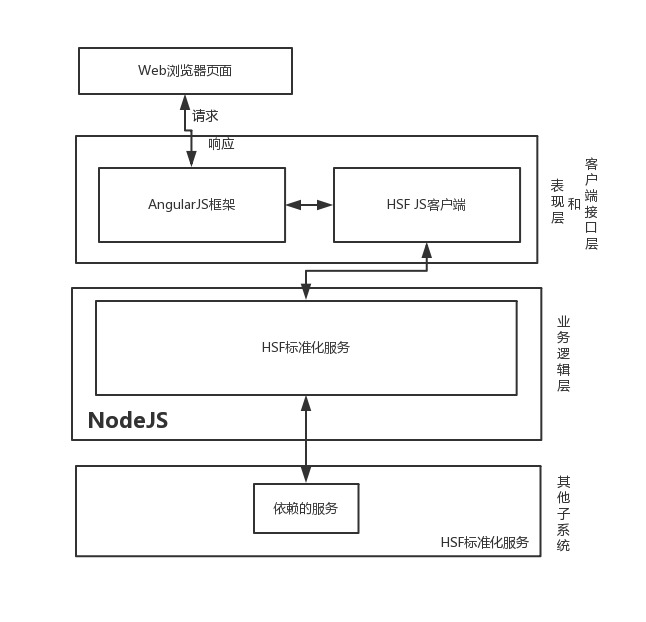 Web浏览器页面
请求
响应
AngularJS框架
HSF JS客户端
表现层
和
客户端接口层
HSF标准化服务
NodeJS
业务逻辑层
依赖的服务
HSF标准化服务
其他子系统